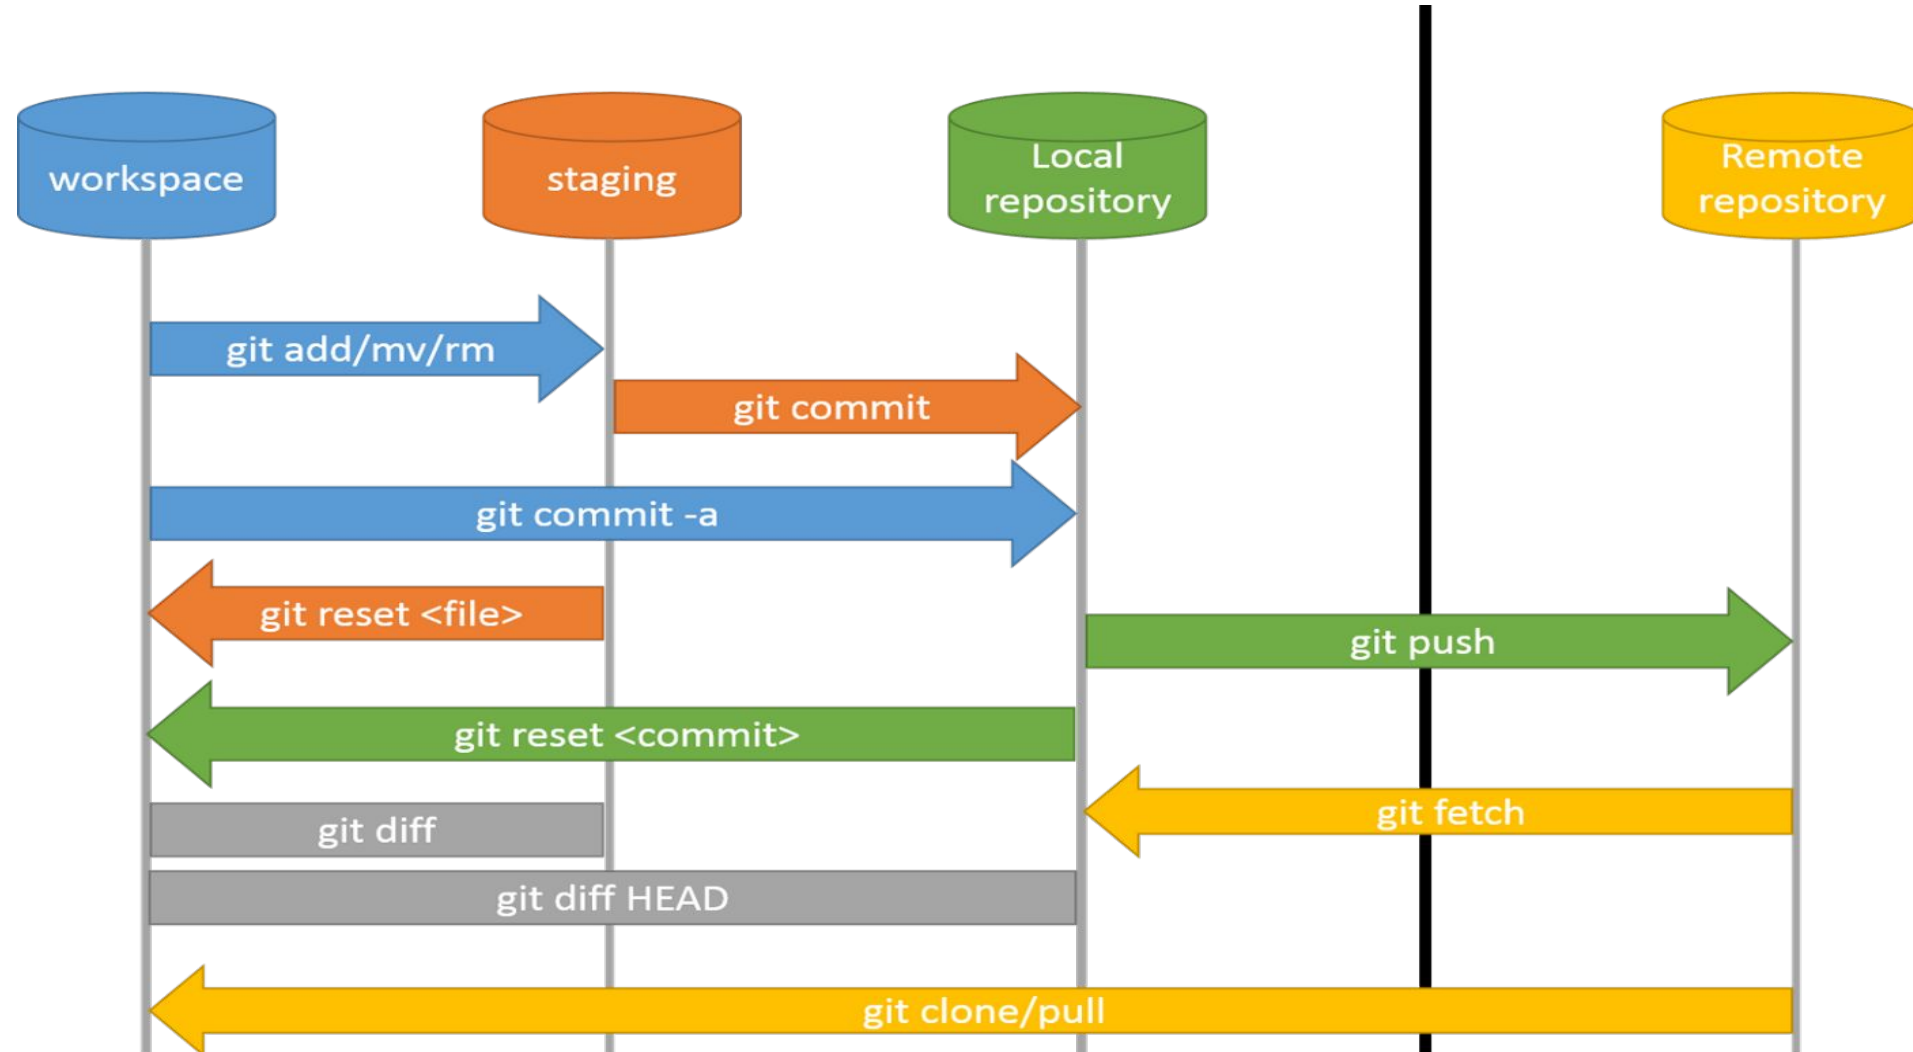 workspace
staging
Local
repository
Remote
repository
git add/mv/rm
git commit
git commit -a
git reset <file>
git push
git reset <commit>
git fetch
git diff
git diff HEAD
git clone/pull